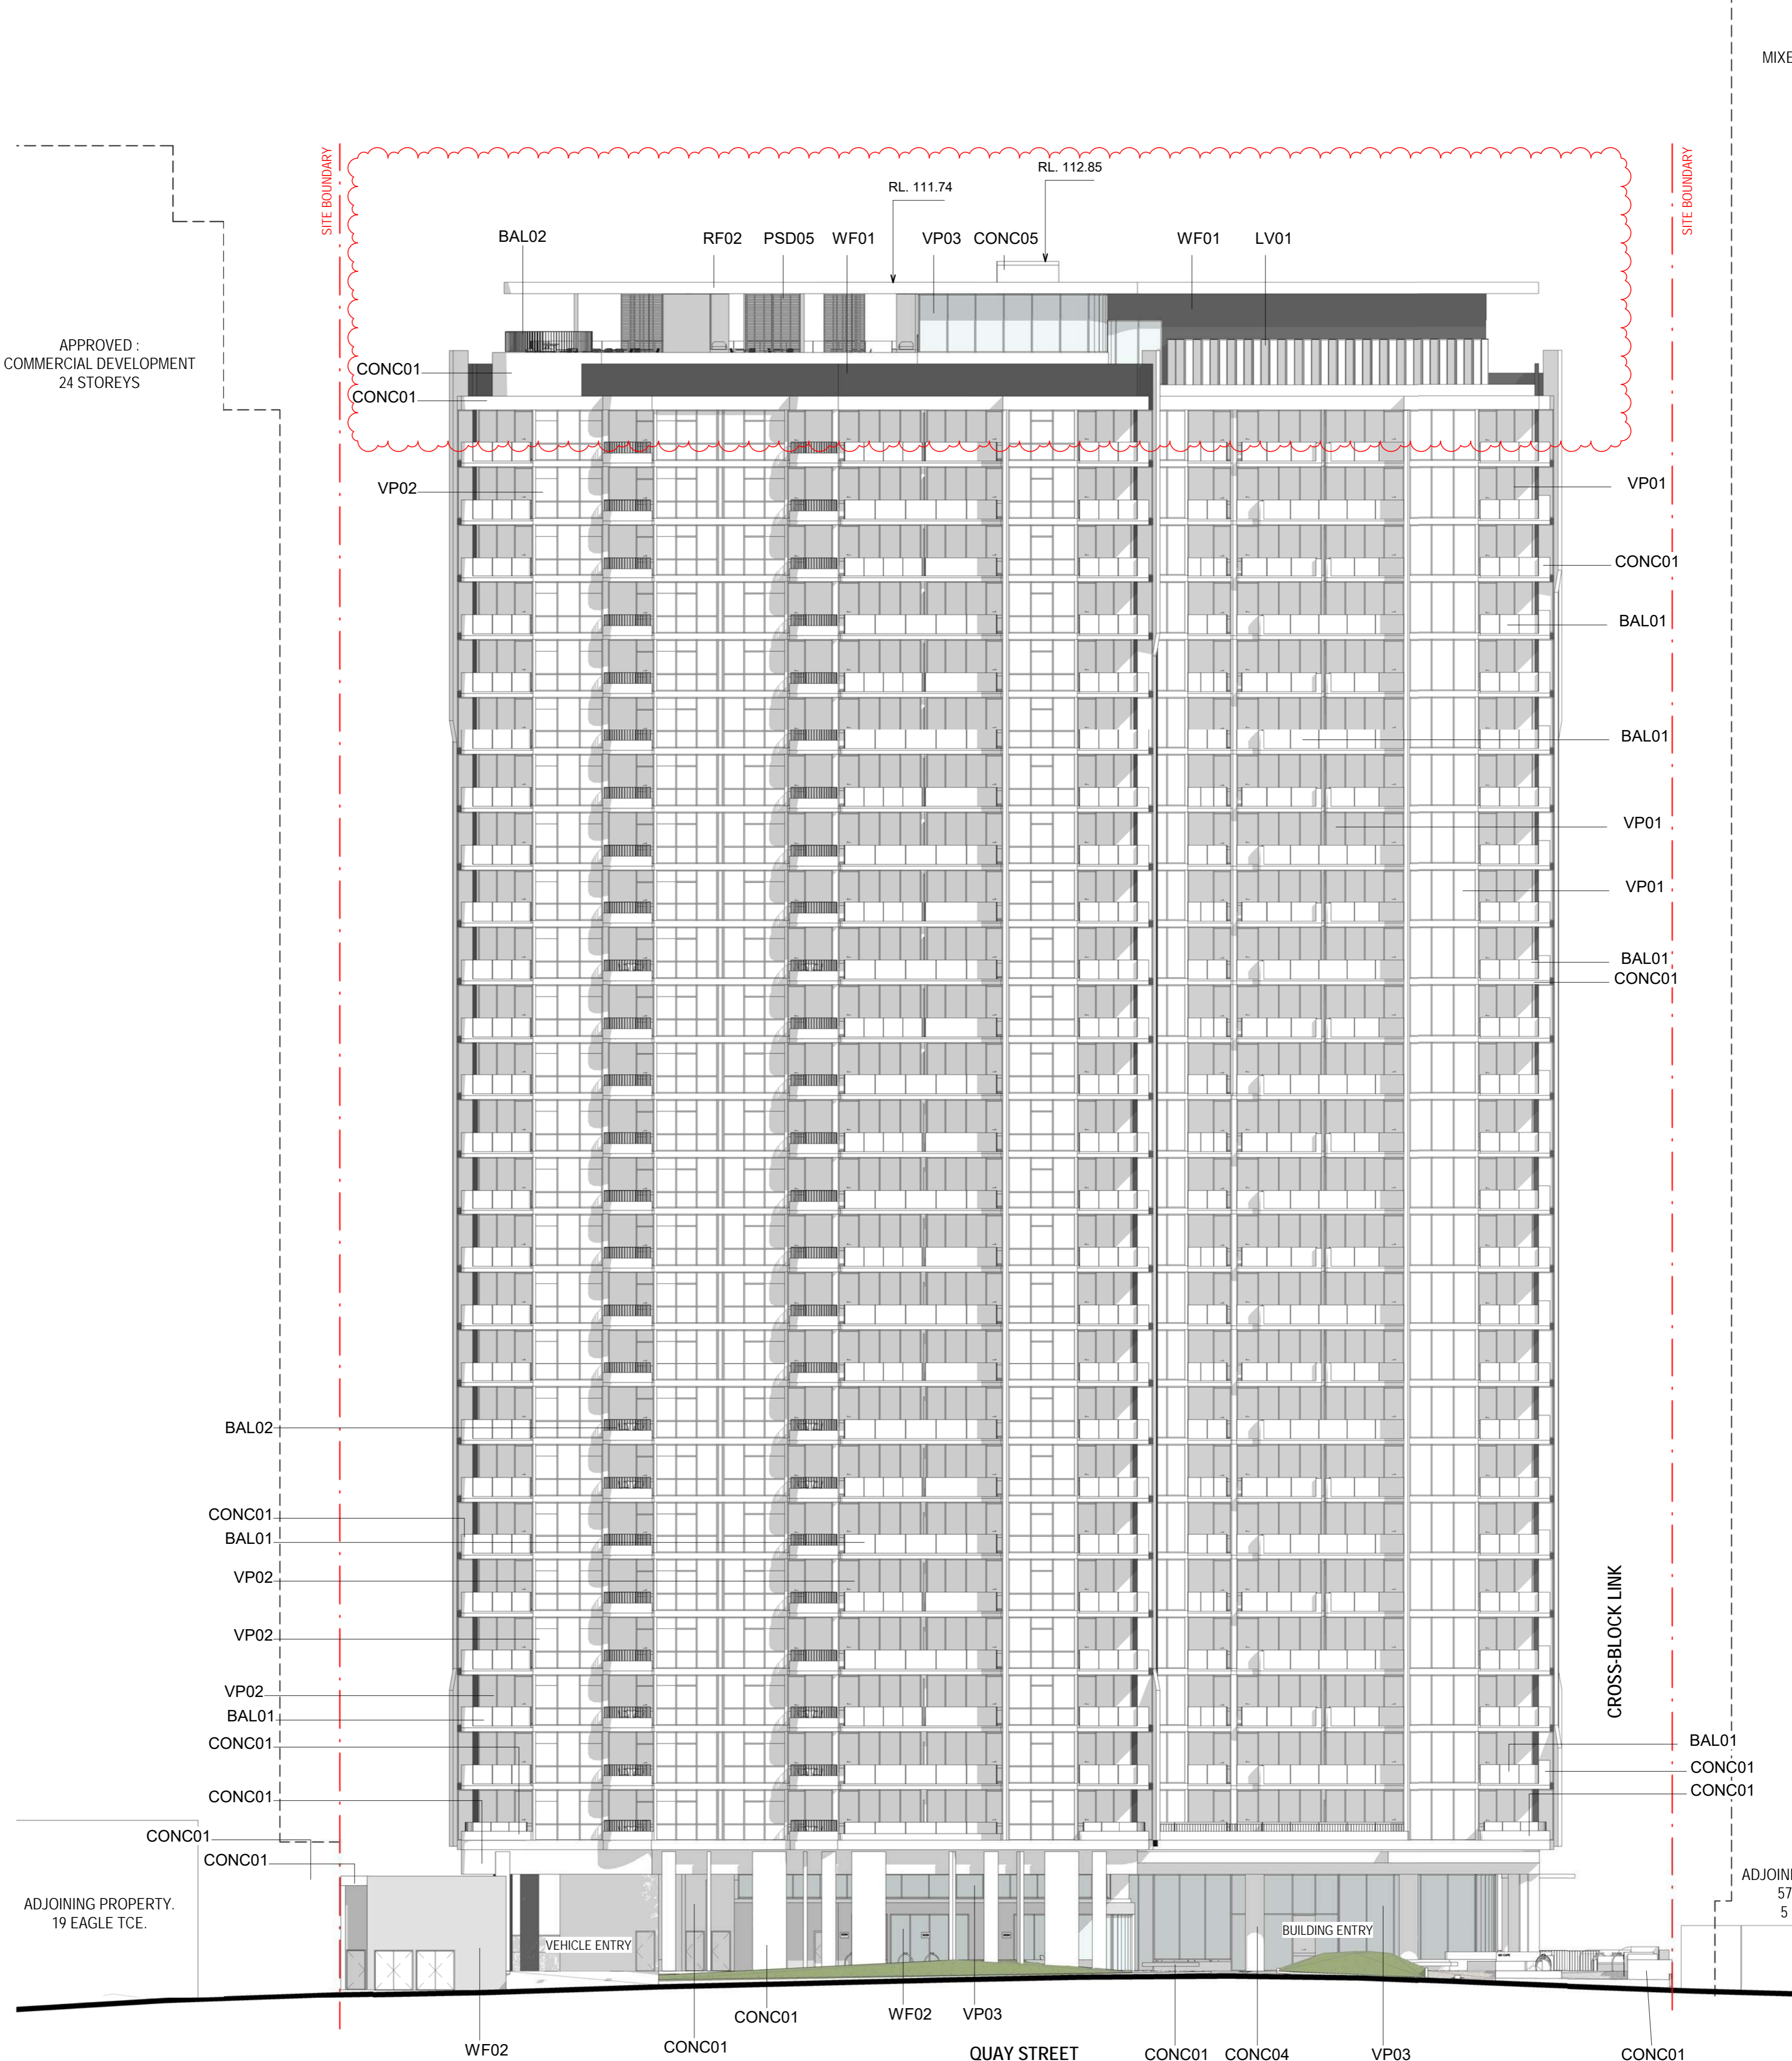 MIXE
SITE BOUNDARY
SITE BOUNDARY
RL. 112.85
RL. 111.74
BAL02
RF02
PSD05
WF01
VP03
CONC05
WF01
LV01
APPROVED :
COMMERCIAL DEVELOPMENT
24 STOREYS
CONC01
CONC01
VP02
VP01
CONC01
BAL01
BAL01
VP01
VP01
BAL01
CONC01
BAL02
CONC01
BAL01
VP02
VP02
VP02
BAL01
CONC01
CONC01
CONC01
CONC01
CROSS-BLOCK LINK
BAL01
CONC01
CONC01
ADJOINING PROPERTY.
19 EAGLE TCE.
ADJOINI
57
5
VEHICLE ENTRY
BUILDING ENTRY
WF02
CONC01
CONC01
WF02
VP03
QUAY STREET
CONC01
CONC04
VP03
CONC01